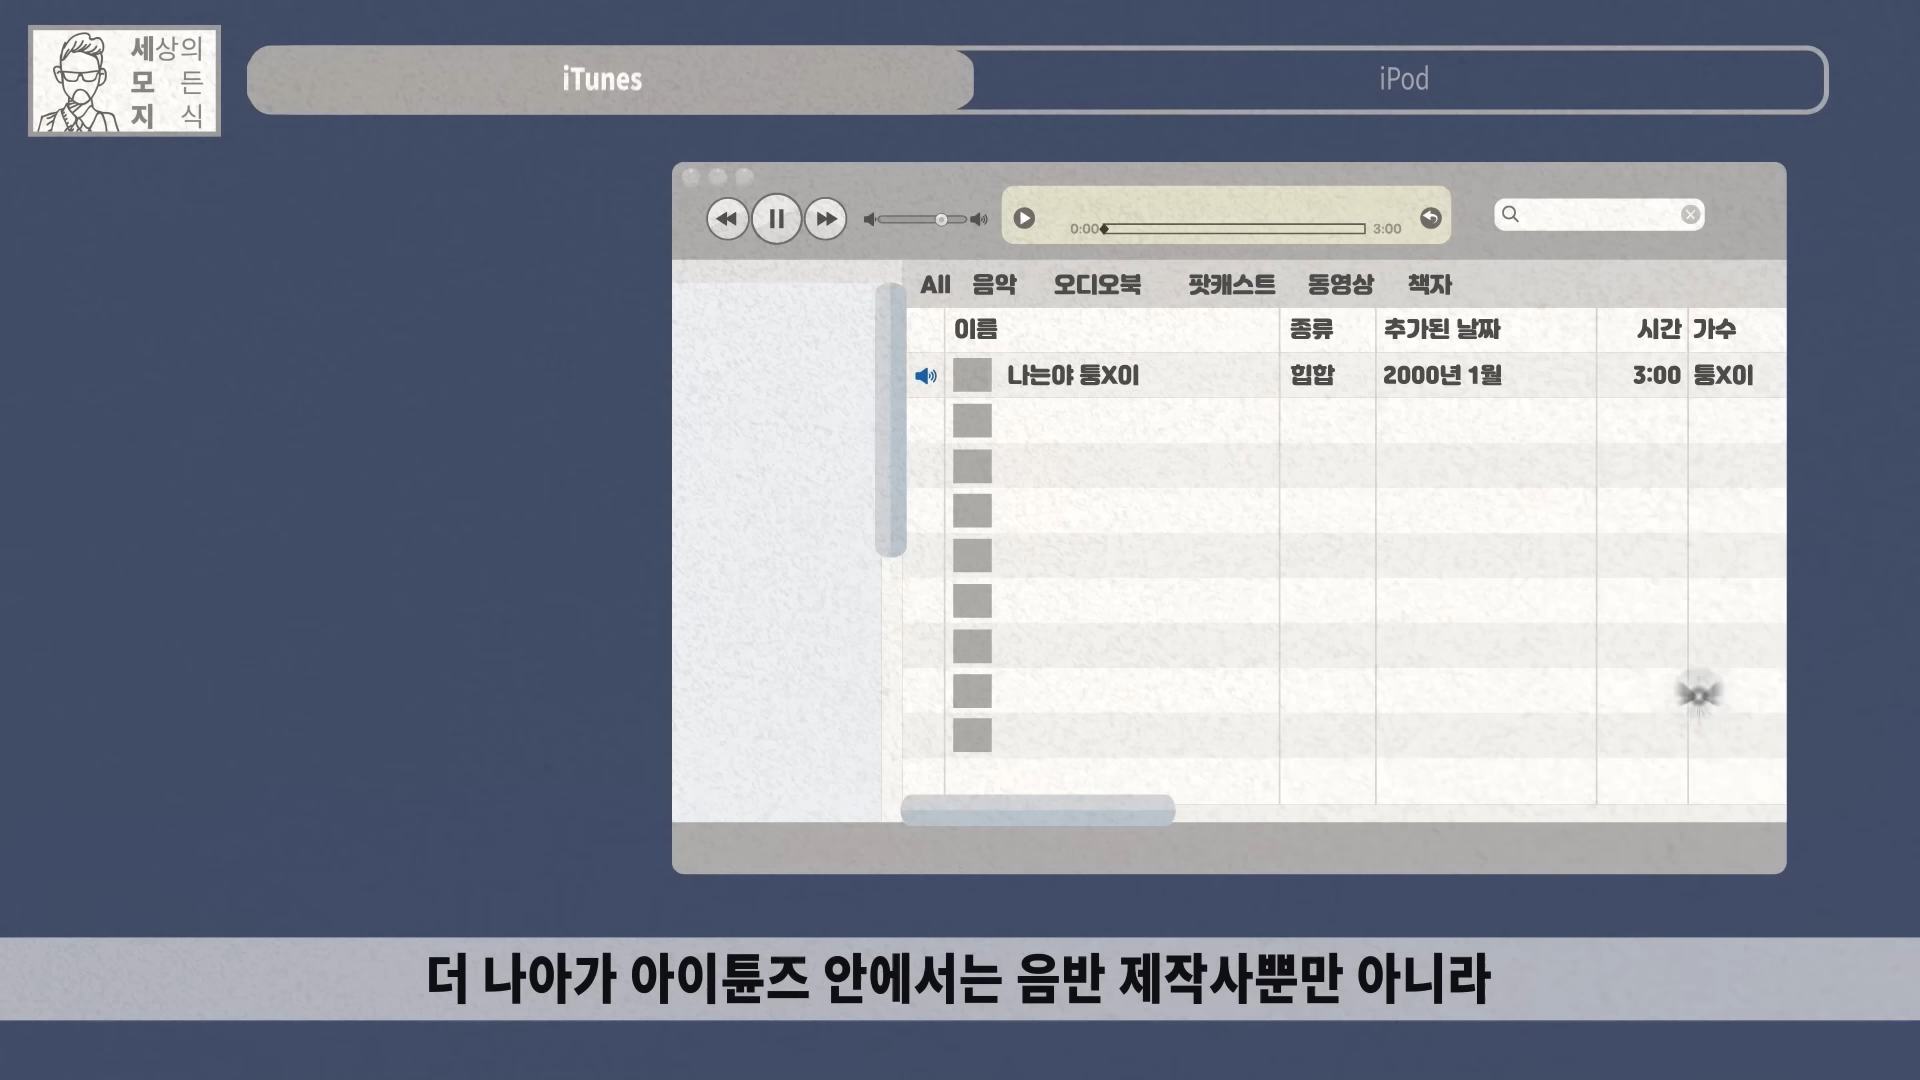 세상의
모든
지식
iTunes
iPod
0:00
3:00
All 음악 오디오북 팟캐스트 동영상 책자
이름 종류 추가된 날짜 시간 가수
나는야 퉁X이 힙합 2000년 1월 3:00 퉁X이
더 나아가 아이튠즈 안에서는 음반 제작사뿐만 아니라